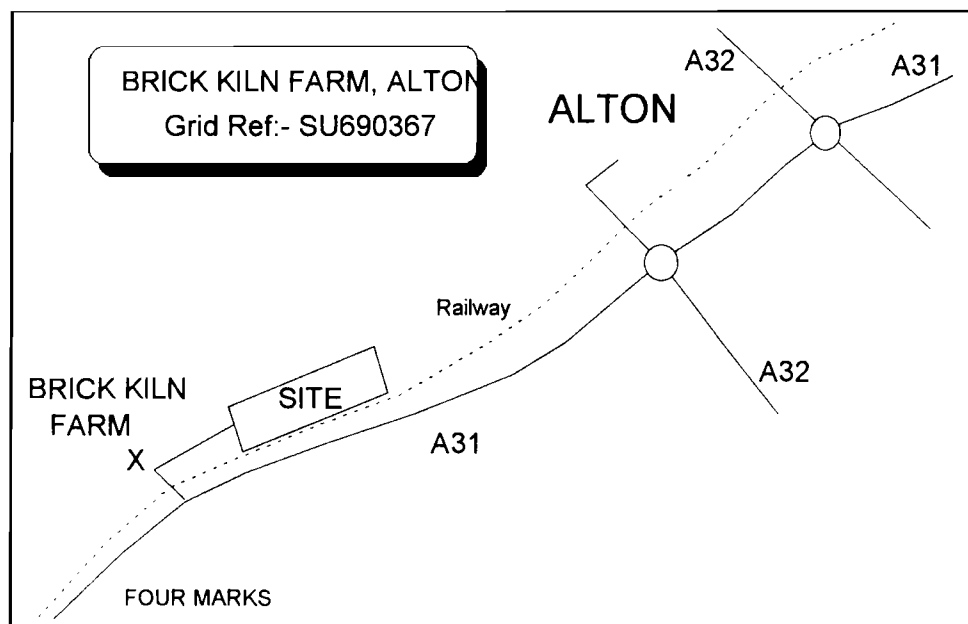 BRICK KILN FARM, ALTON
Grid Ref:- SU690367
A32
A31
ALTON
Railway
BRICK KILN
FARM
X
SITE
A31
A32
FOUR MARKS